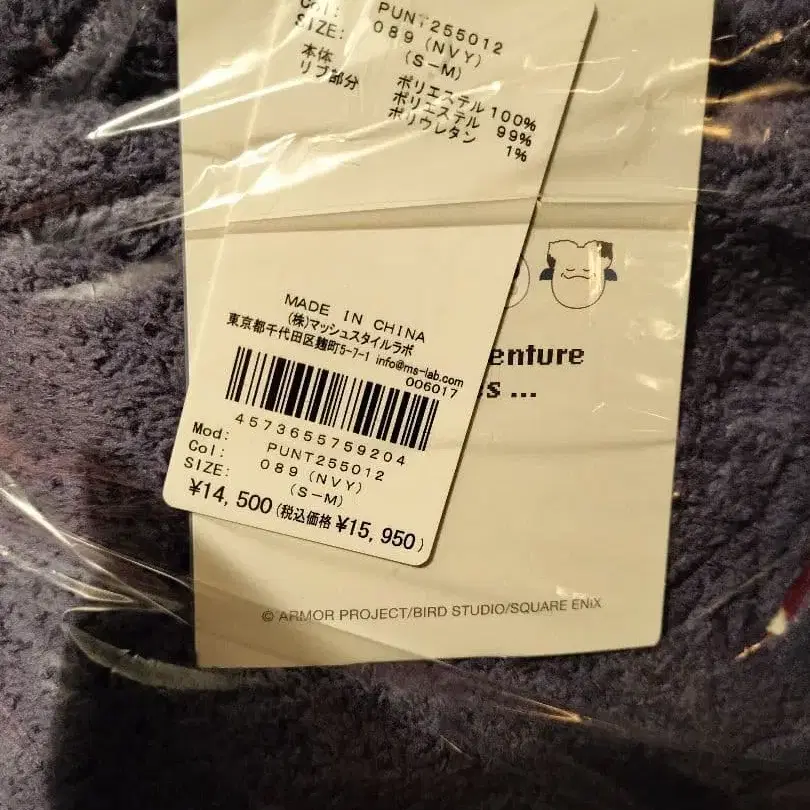 Col: PUNT255012
SIZE: 089 (NVY)
(S-M)
本体 ポリエステル 100%
リブ部分 ポリエステル 99%
ポリウレタン 1%
MADE IN CHINA
(株)マッシュスタイルラボ
東京都千代田区麹町5-7-1 info@ms-lab.com
006017
4573655759204
Mod: PUNT255012
Col: 089 (NVY)
SIZE: (S-M)
¥14,500(税込価格 ¥15,950)
enture
s ...
© ARMOR PROJECT/BIRD STUDIO/SQUARE ENIX